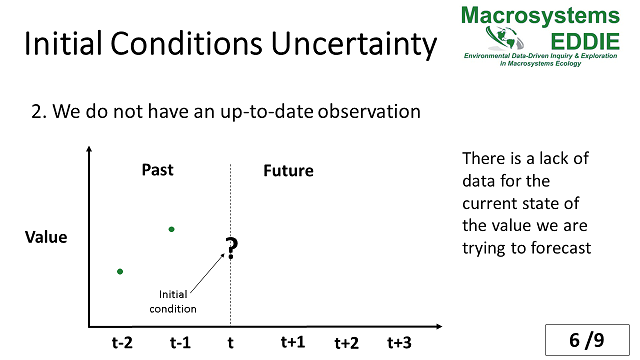 Initial Conditions Uncertainty
Macrosystems
EDDIE
Environmental Data-Driven Inquiry & Exploration
in Macrosystems Ecology
2. We do not have an up-to-date observation
Past
Future
Value
?
Initial
condition
t-2
t-1
t
t+1
t+2
t+3
There is a lack of
data for the
current state of
the value we are
trying to forecast
6 /9